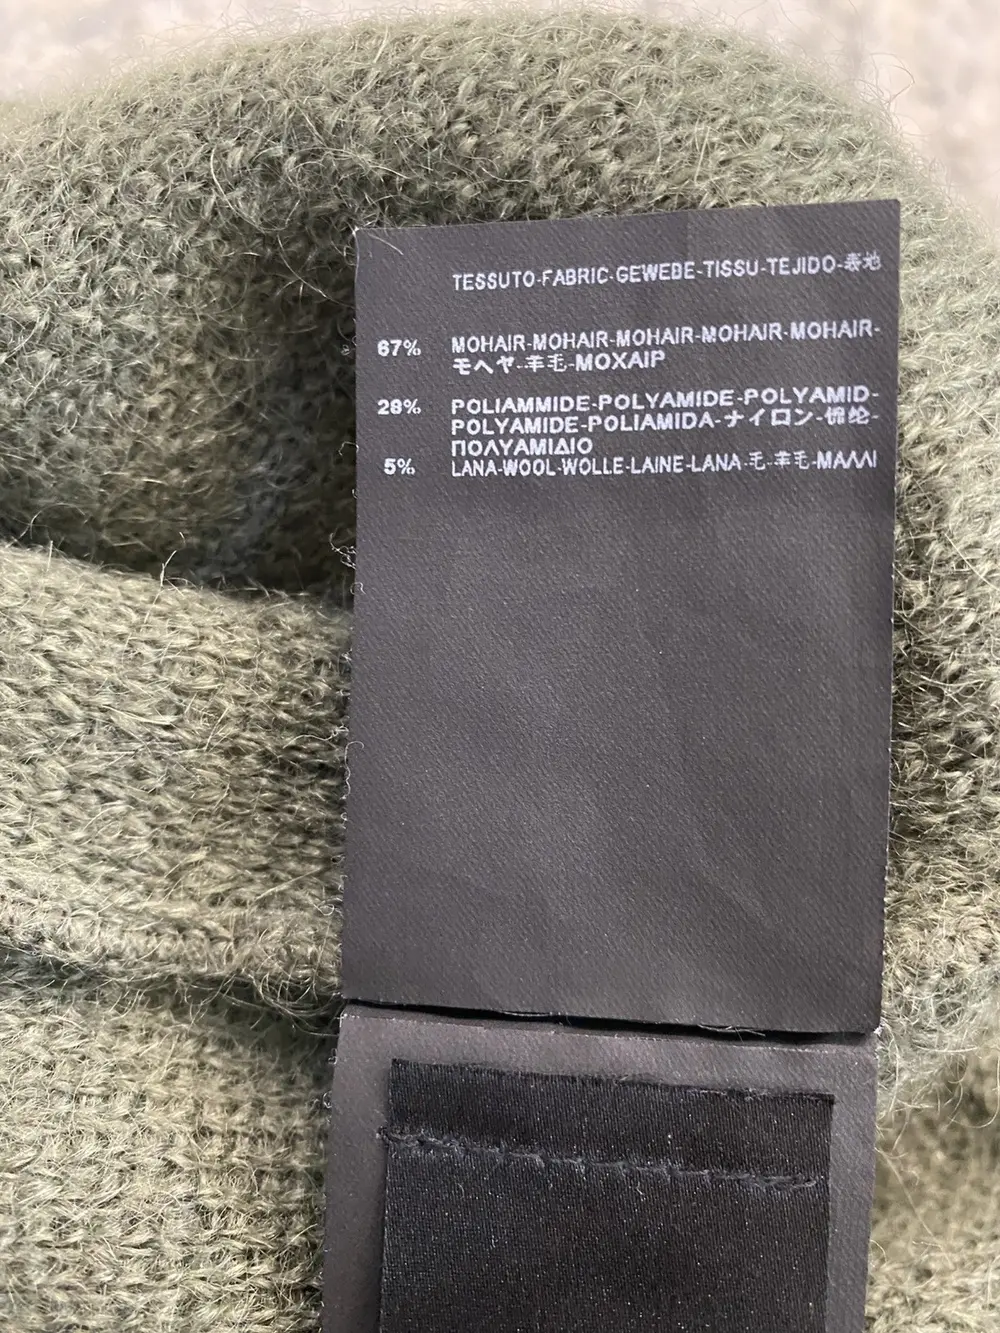 TESSUTO-FABRIC-GEWEBE-TISSU-TEJIDO-表地
67% MOHAIR-MOHAIR-MOHAIR-MOHAIR-MOHAIR-
モヘヤ-羊毛-MOXAIP
28% POLIAMMIDE-POLYAMIDE-POLYAMID-
POLYAMIDE-POLIAMIDA-ナイロン-锦纶-
ΠΟΛΥΑΜΙΔΙΟ
5% LANA-WOOL-WOLLE-LAINE-LANA-毛-羊毛-ΜΑΛΛΙ